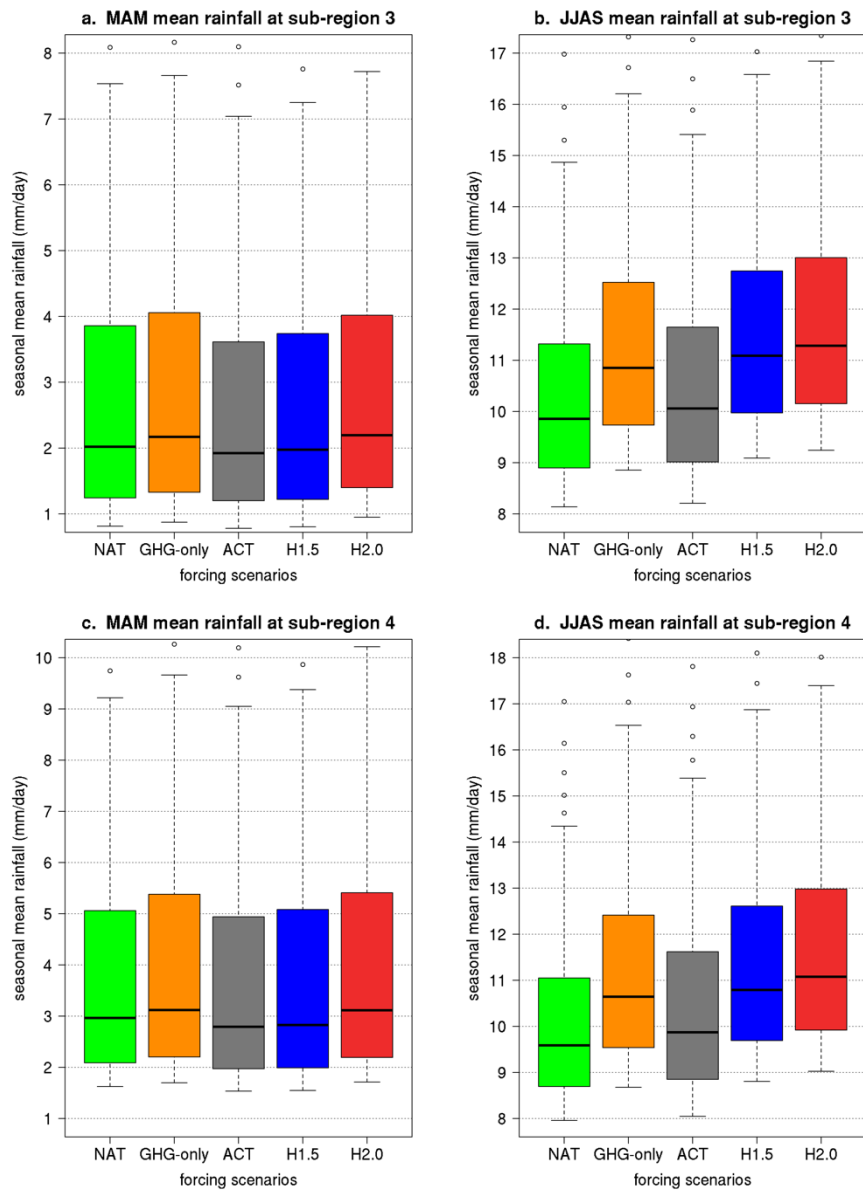 a. MAM mean rainfall at sub-region 3
seasonal mean rainfall (mm/day)
8
7
6
5
4
3
2
1
NAT GHG-only ACT H1.5 H2.0
forcing scenarios
b. JJAS mean rainfall at sub-region 3
seasonal mean rainfall (mm/day)
17
16
15
14
13
12
11
10
9
8
NAT GHG-only ACT H1.5 H2.0
forcing scenarios
c. MAM mean rainfall at sub-region 4
seasonal mean rainfall (mm/day)
10
9
8
7
6
5
4
3
2
1
NAT GHG-only ACT H1.5 H2.0
forcing scenarios
d. JJAS mean rainfall at sub-region 4
seasonal mean rainfall (mm/day)
18
17
16
15
14
13
12
11
10
9
8
NAT GHG-only ACT H1.5 H2.0
forcing scenarios